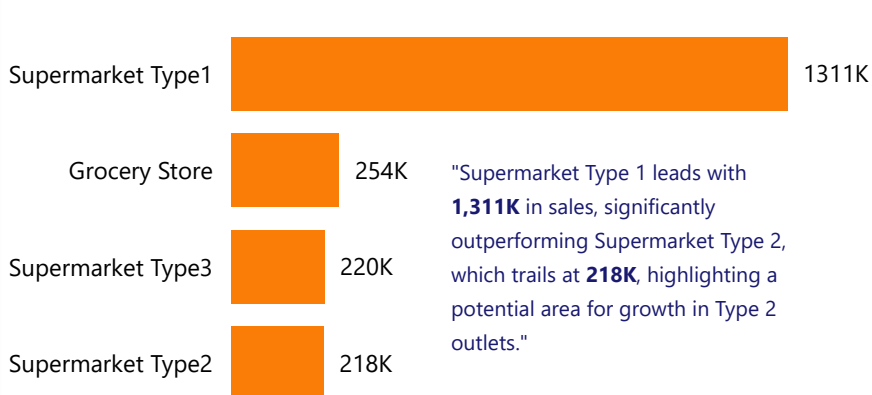 Supermarket Type1 1311K
Grocery Store 254K
Supermarket Type3 220K
Supermarket Type2 218K
"Supermarket Type 1 leads with
1,311K in sales, significantly
outperforming Supermarket Type 2,
which trails at 218K, highlighting a
potential area for growth in Type 2
outlets."